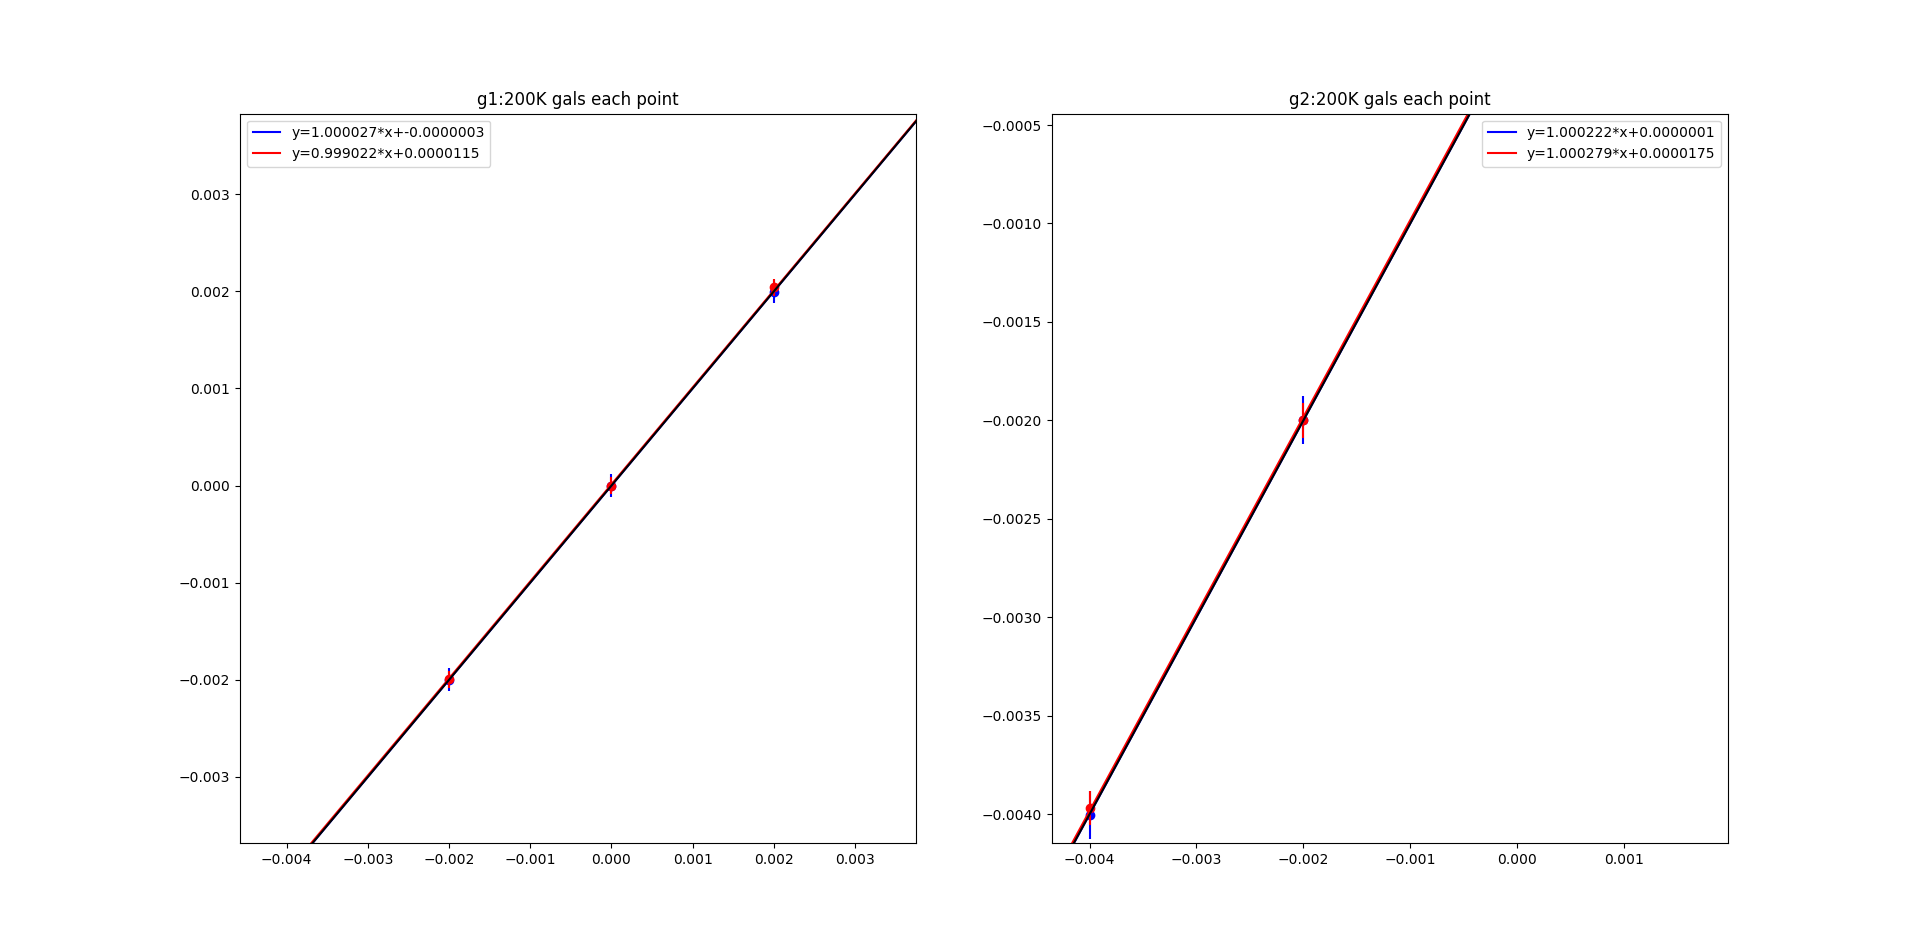 g1:200K gals each point
y=1.000027*x+-0.0000003
y=0.999022*x+0.0000115
0.003
0.002
0.001
0.000
−0.001
−0.002
−0.003
−0.004 −0.003 −0.002 −0.001 0.000 0.001 0.002 0.003
g2:200K gals each point
y=1.000222*x+0.0000001
y=1.000279*x+0.0000175
−0.0005
−0.0010
−0.0015
−0.0020
−0.0025
−0.0030
−0.0035
−0.0040
−0.004 −0.003 −0.002 −0.001 0.000 0.001